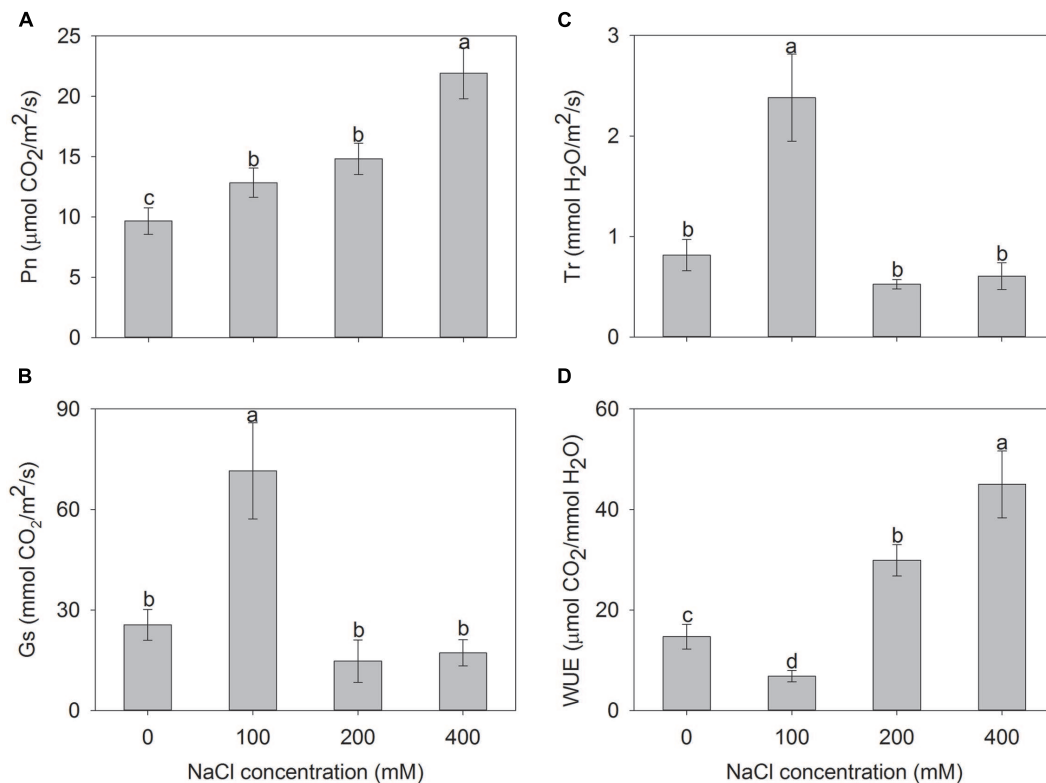 A
Pn (μmol CO2/m2/s)
25
20
15
10
5
0
c
b
b
a
B
Gs (mmol CO2/m2/s)
90
60
30
0
b
a
b
b
0
100
200
400
NaCl concentration (mM)
C
Tr (mmol H2O/m2/s)
3
2
1
0
b
a
b
b
D
WUE (μmol CO2/mmol H2O)
60
40
20
0
c
d
b
a
0
100
200
400
NaCl concentration (mM)